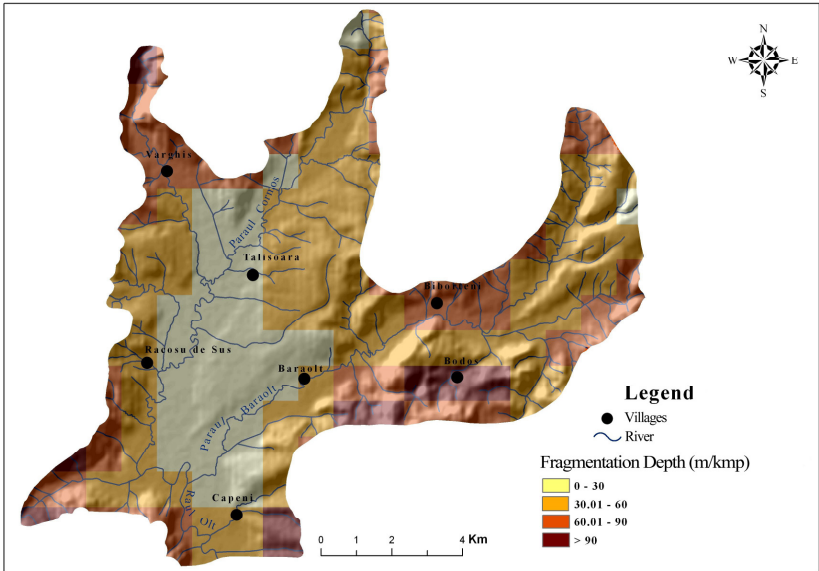 N
W E
S
Varghis
Paraul Cormos
Talisoara
Biborteni
Racosu de Sus
Baraolt
Bodos
Paraul Baraolt
Raul Olt
Capeni
Legend
Villages
River
Fragmentation Depth (m/kmp)
0 - 30
30.01 - 60
60.01 - 90
> 90
0 1 2 4 Km